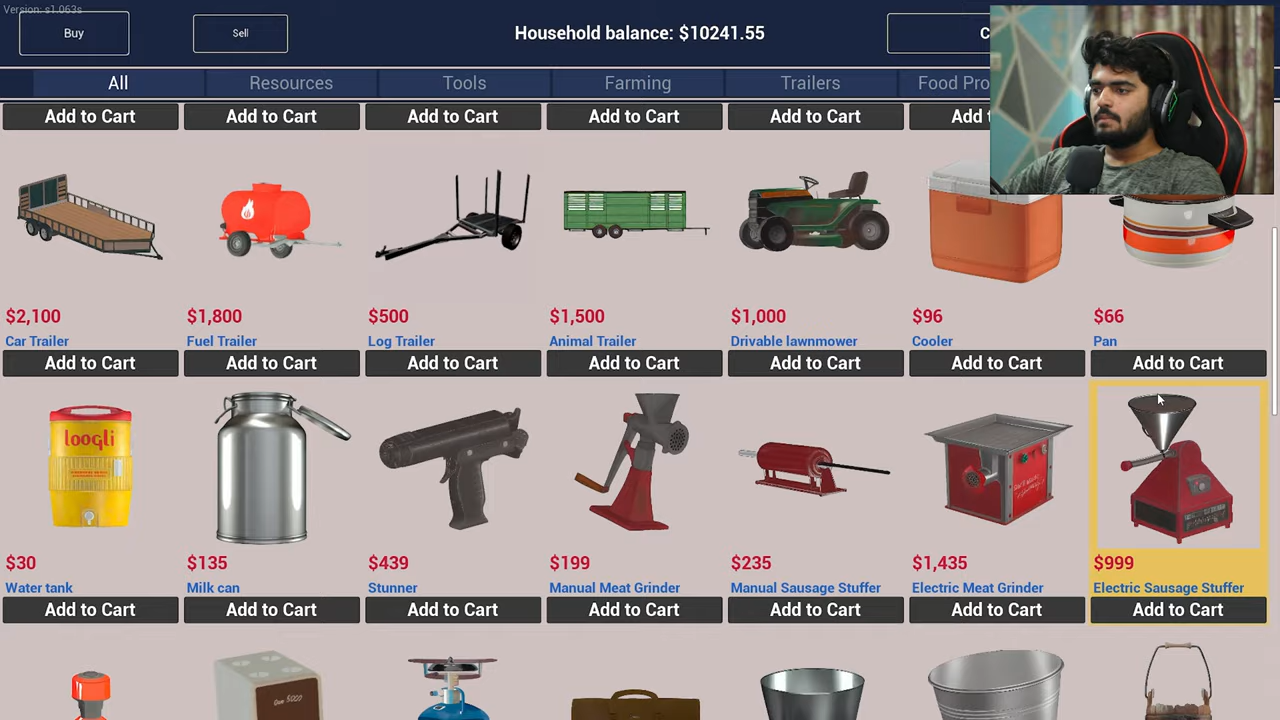 Version: s1.063s
Buy
Sell
Household balance: $10241.55
C
All
Resources
Tools
Farming
Trailers
Food Pro
Add to Cart
Add to Cart
Add to Cart
Add to Cart
Add to Cart
Add t
$2,100
$1,800
$500
$1,500
$1,000
$96
$66
Car Trailer
Fuel Trailer
Log Trailer
Animal Trailer
Drivable lawnmower
Cooler
Pan
Add to Cart
Add to Cart
Add to Cart
Add to Cart
Add to Cart
Add to Cart
Add to Cart
loogli
$30
$135
$439
$199
$235
$1,435
$999
Water tank
Milk can
Stunner
Manual Meat Grinder
Manual Sausage Stuffer
Electric Meat Grinder
Electric Sausage Stuffer
Add to Cart
Add to Cart
Add to Cart
Add to Cart
Add to Cart
Add to Cart
Add to Cart